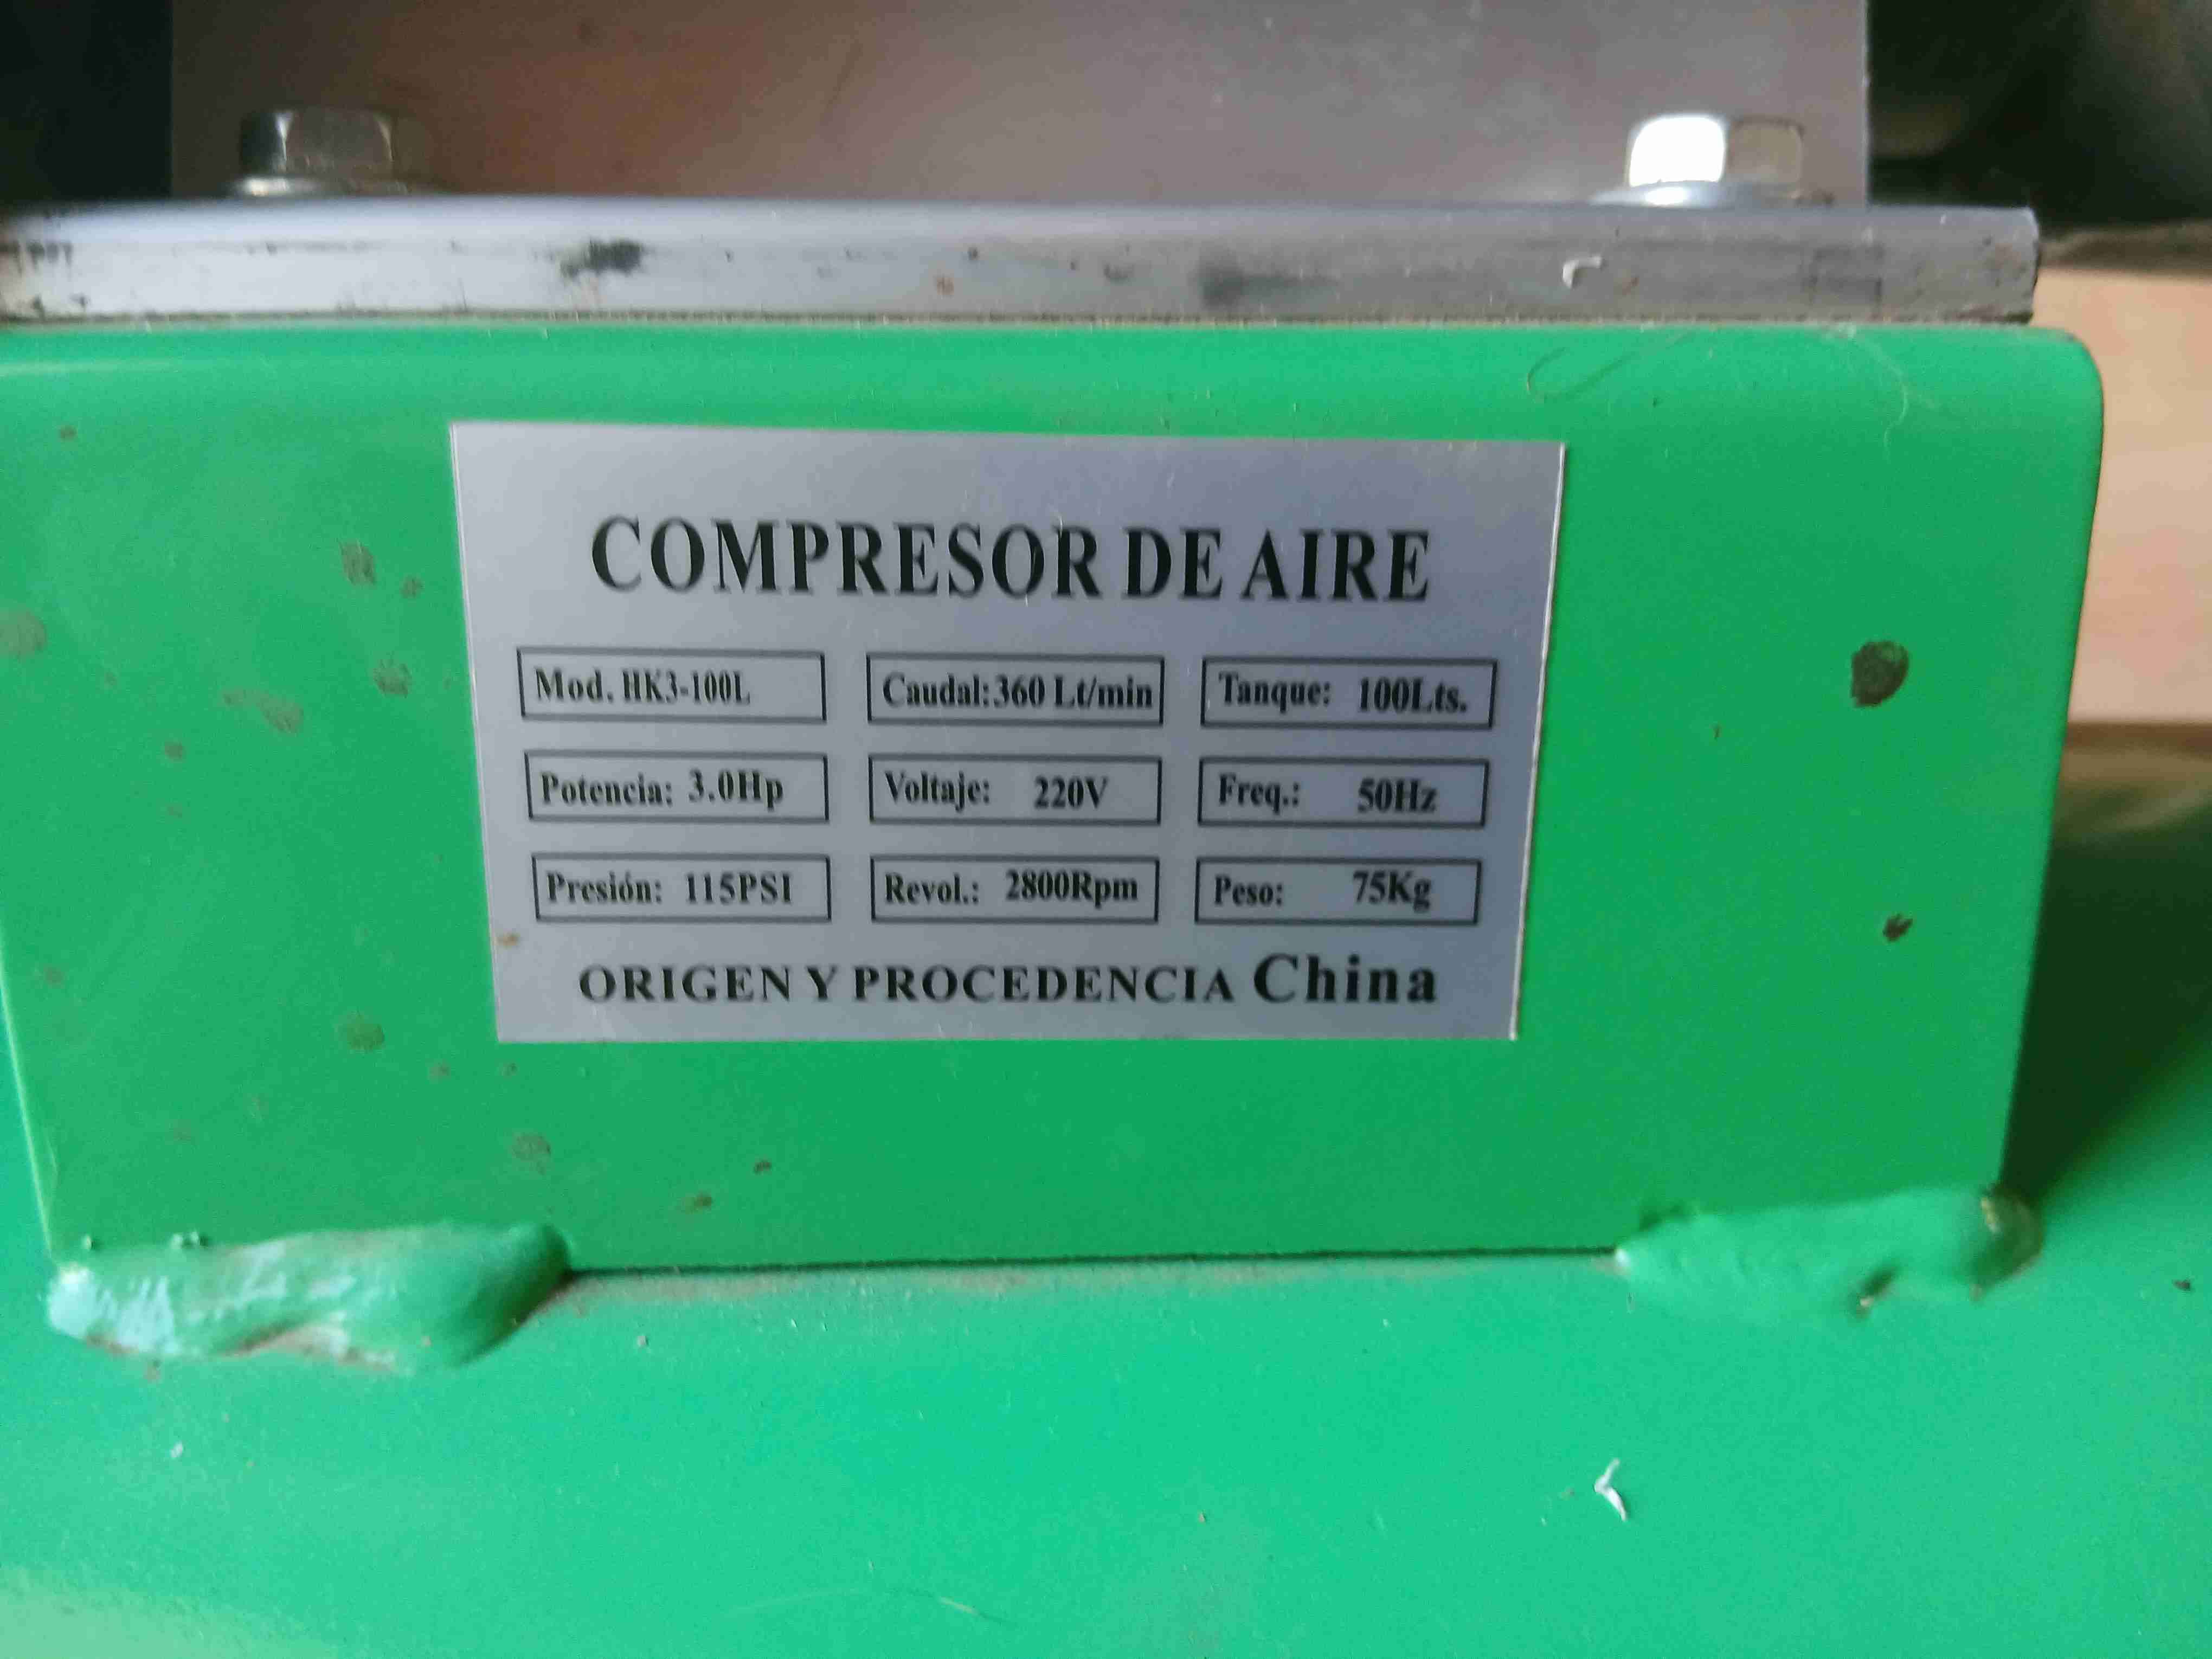 COMPRESOR DE AIRE
Mod. HK3-100L Caudal: 360 Lt/min Tanque: 100Lts.
Potencia: 3.0Hp Voltaje: 220V Freq.: 50Hz
Presión: 115PSI Revol.: 2800Rpm Peso: 75Kg
ORIGEN Y PROCEDENCIA China